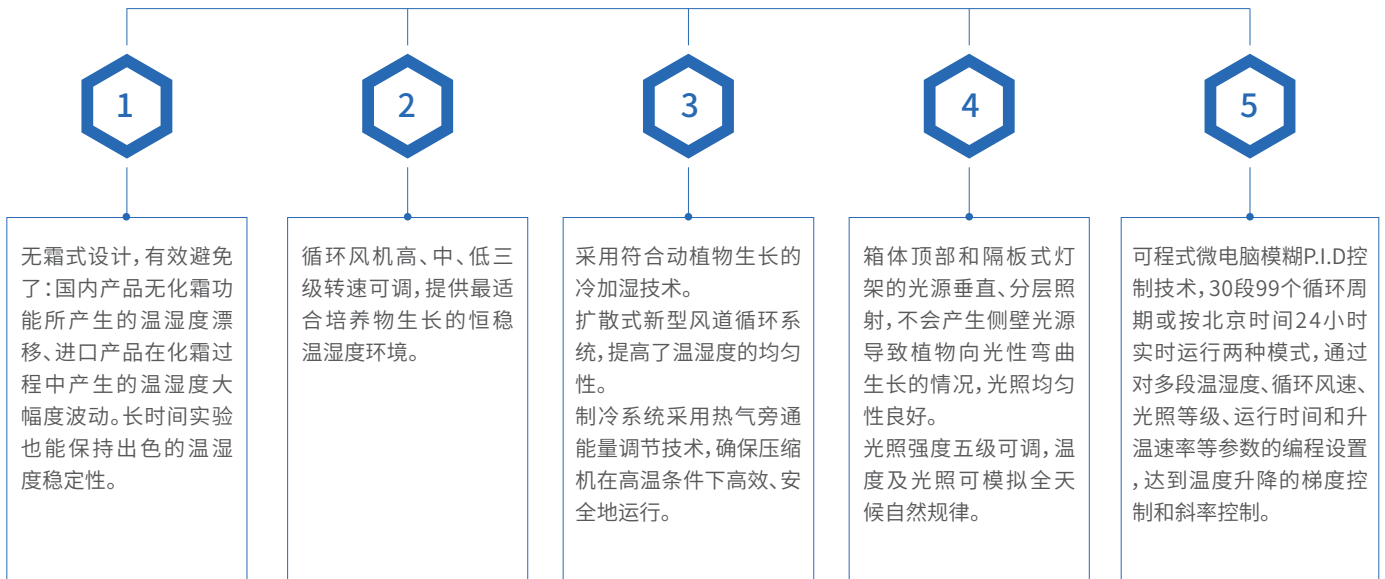 1
2
3
4
5
无霜式设计,有效避免
了:国内产品无化霜功
能所产生的温湿度漂
移、进口产品在化霜过
程中产生的温湿度大
幅度波动。长时间实验
也能保持出色的温湿
度稳定性。
循环风机高、中、低三
级转速可调,提供最适
合培养物生长的恒稳
温湿度环境。
采用符合动植物生长的
冷加湿技术。
扩散式新型风道循环系
统,提高了温湿度的均匀
性。
制冷系统采用热气旁通
能量调节技术,确保压缩
机在高温条件下高效、安
全地运行。
箱体顶部和隔板式灯
架的光源垂直、分层照
射,不会产生侧壁光源
导致植物向光性弯曲
生长的情况,光照均匀
性良好。
光照强度五级可调,温
度及光照可模拟全天
候自然规律。
可程式微电脑模糊P.I.D控
制技术,30段99个循环周
期或按北京时间24小时
实时运行两种模式,通过
对多段温湿度、循环风速、
光照等级、运行时间和升
温速率等参数的编程设置
,达到温度升降的梯度控
制和斜率控制。